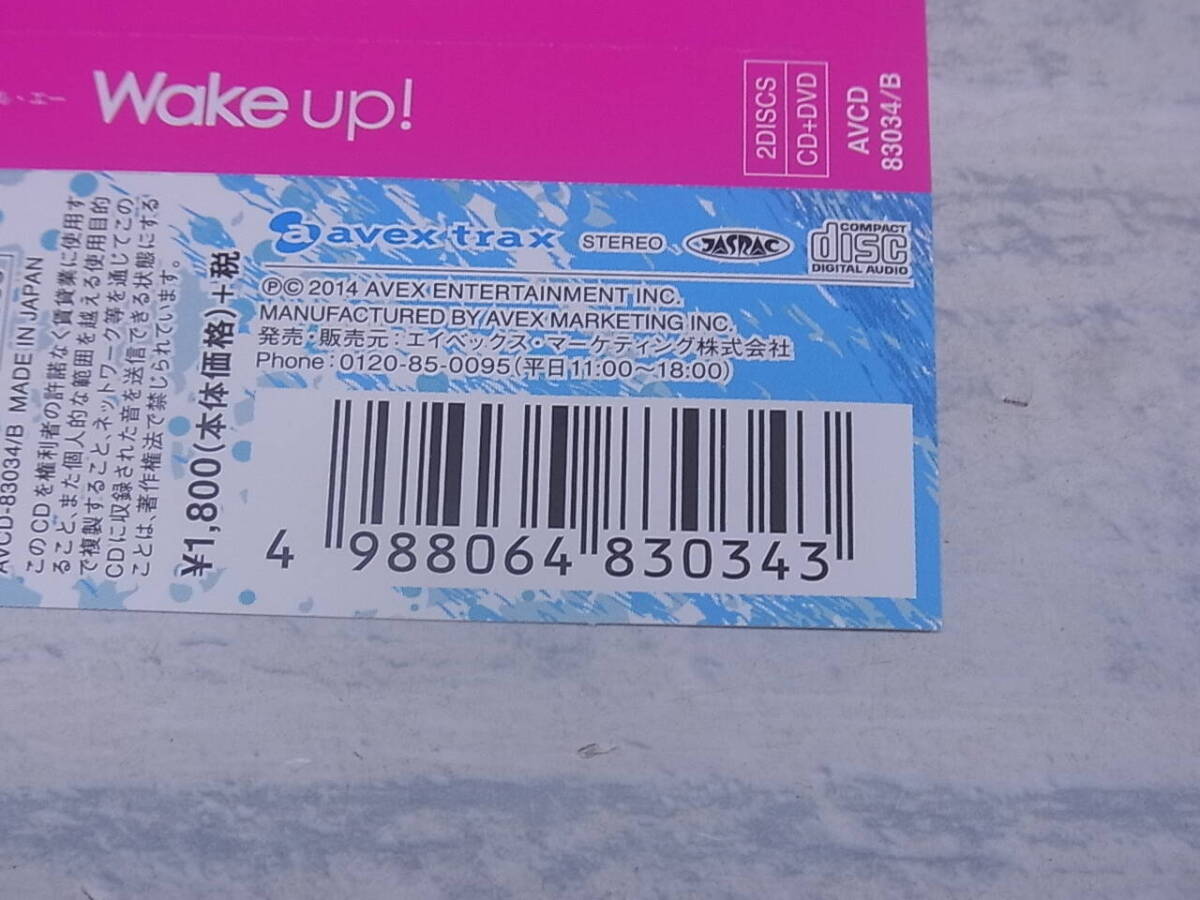 Wake up!
2DISCS
CD+DVD
AVCD
83034/B
avex trax STEREO JASRAC COMPACT disc DIGITAL AUDIO
ⓅⒸ 2014 AVEX ENTERTAINMENT INC.
MANUFACTURED BY AVEX MARKETING INC.
発売・販売元：エイベックス・マーケティング株式会社
Phone：0120-85-0095(平日11:00〜18:00)
4 988064 830343
¥1,800(本体価格)+税
AVCD-83034/B MADE IN JAPAN
このCDを権利者の許諾なく賃貸業に使用す
ること、また個人的な範囲を越える使用目的
で複製すること、ネットワーク等を通じてこの
CDに収録された音を送信できる状態にする
ことは、著作権法で禁じられています。